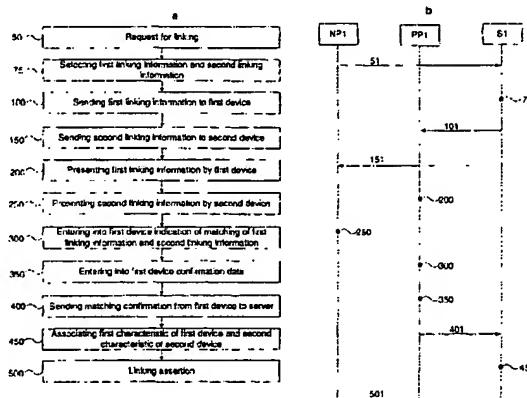 a
50
Request for linking
75
Selecting first linking information and second linking
information
100
Sending first linking information to first device
150
Sending second linking information to second device
200
Presenting first linking information by first device
250
Presenting second linking information by second device
300
Entering into first device indication of matching of first
linking information and second linking information
350
Entering into first device confirmation data
400
Sending matching confirmation from first device to server
450
Associating first characteristic of first device and second
characteristic of second device
500
Linking assertion
b
NP1
PP1
S1
51
7
101
151
200
250
300
350
401
45
501